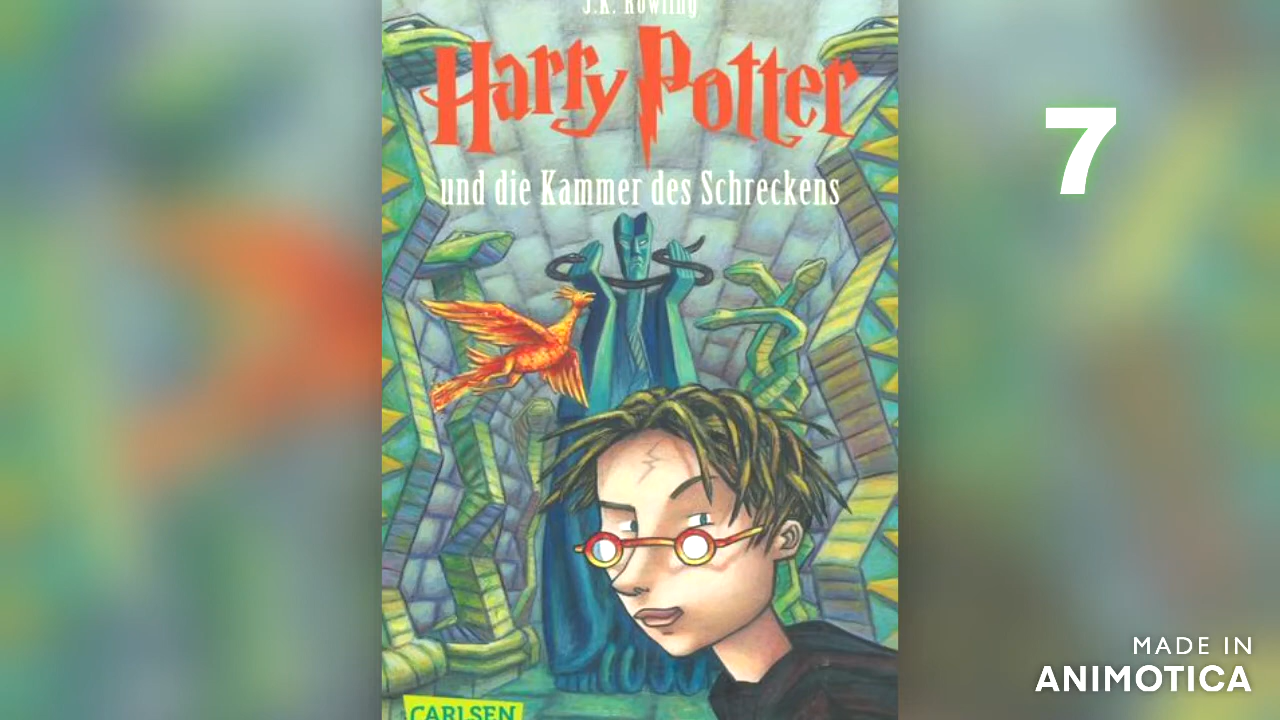 J.K. Rowling
Harry Potter
und die Kammer des Schreckens
7
CARLSEN
MADE IN
ANIMOTICA